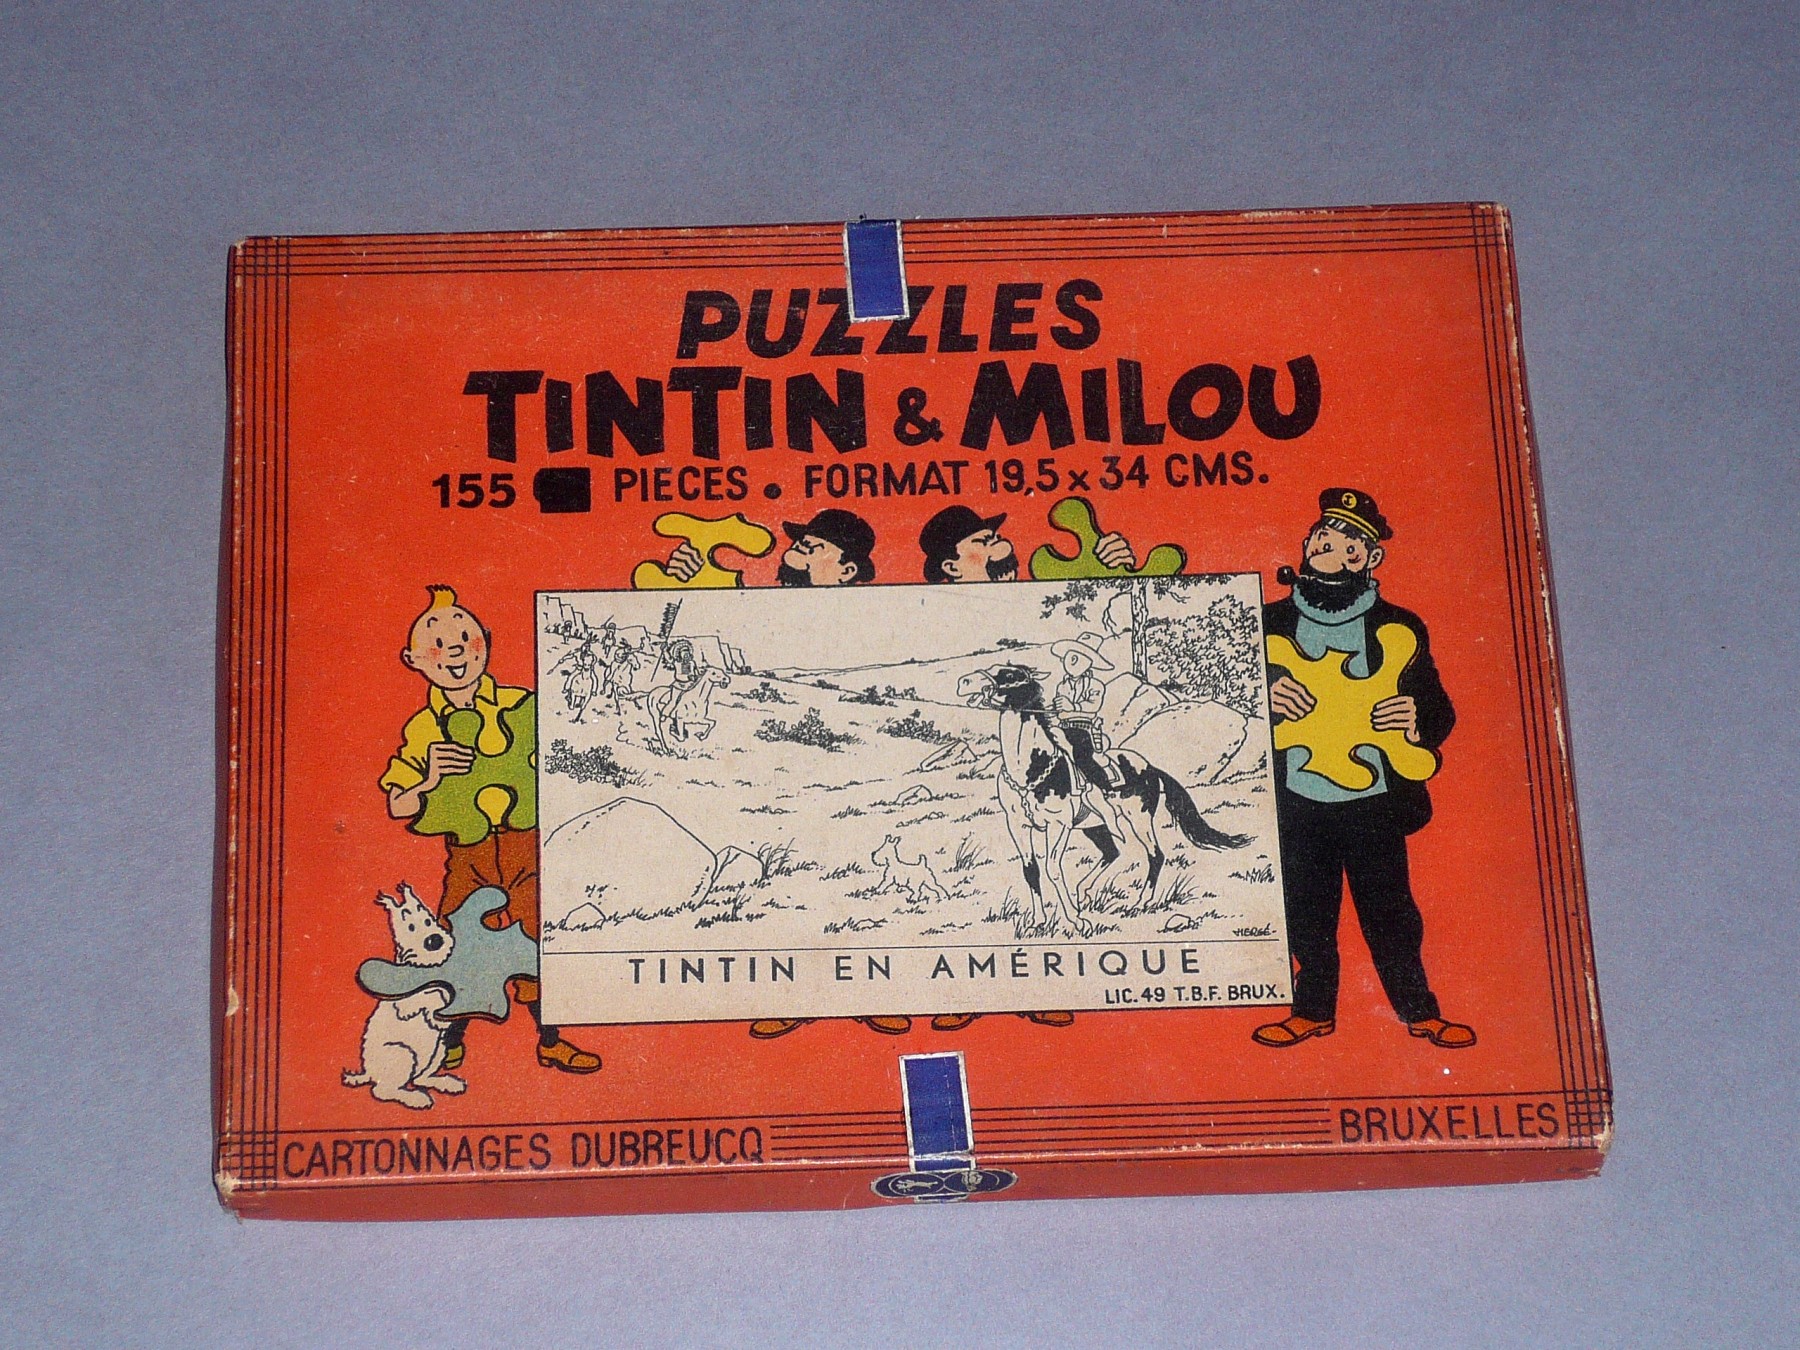 PUZZLES
TINTIN & MILOU
155 PIECES. FORMAT 19,5 x 34 CMS.
HERGÉ-
TINTIN EN AMÉRIQUE
LIC. 49 T.B.F. BRUX.
CARTONNAGES DUBREUCQ BRUXELLES